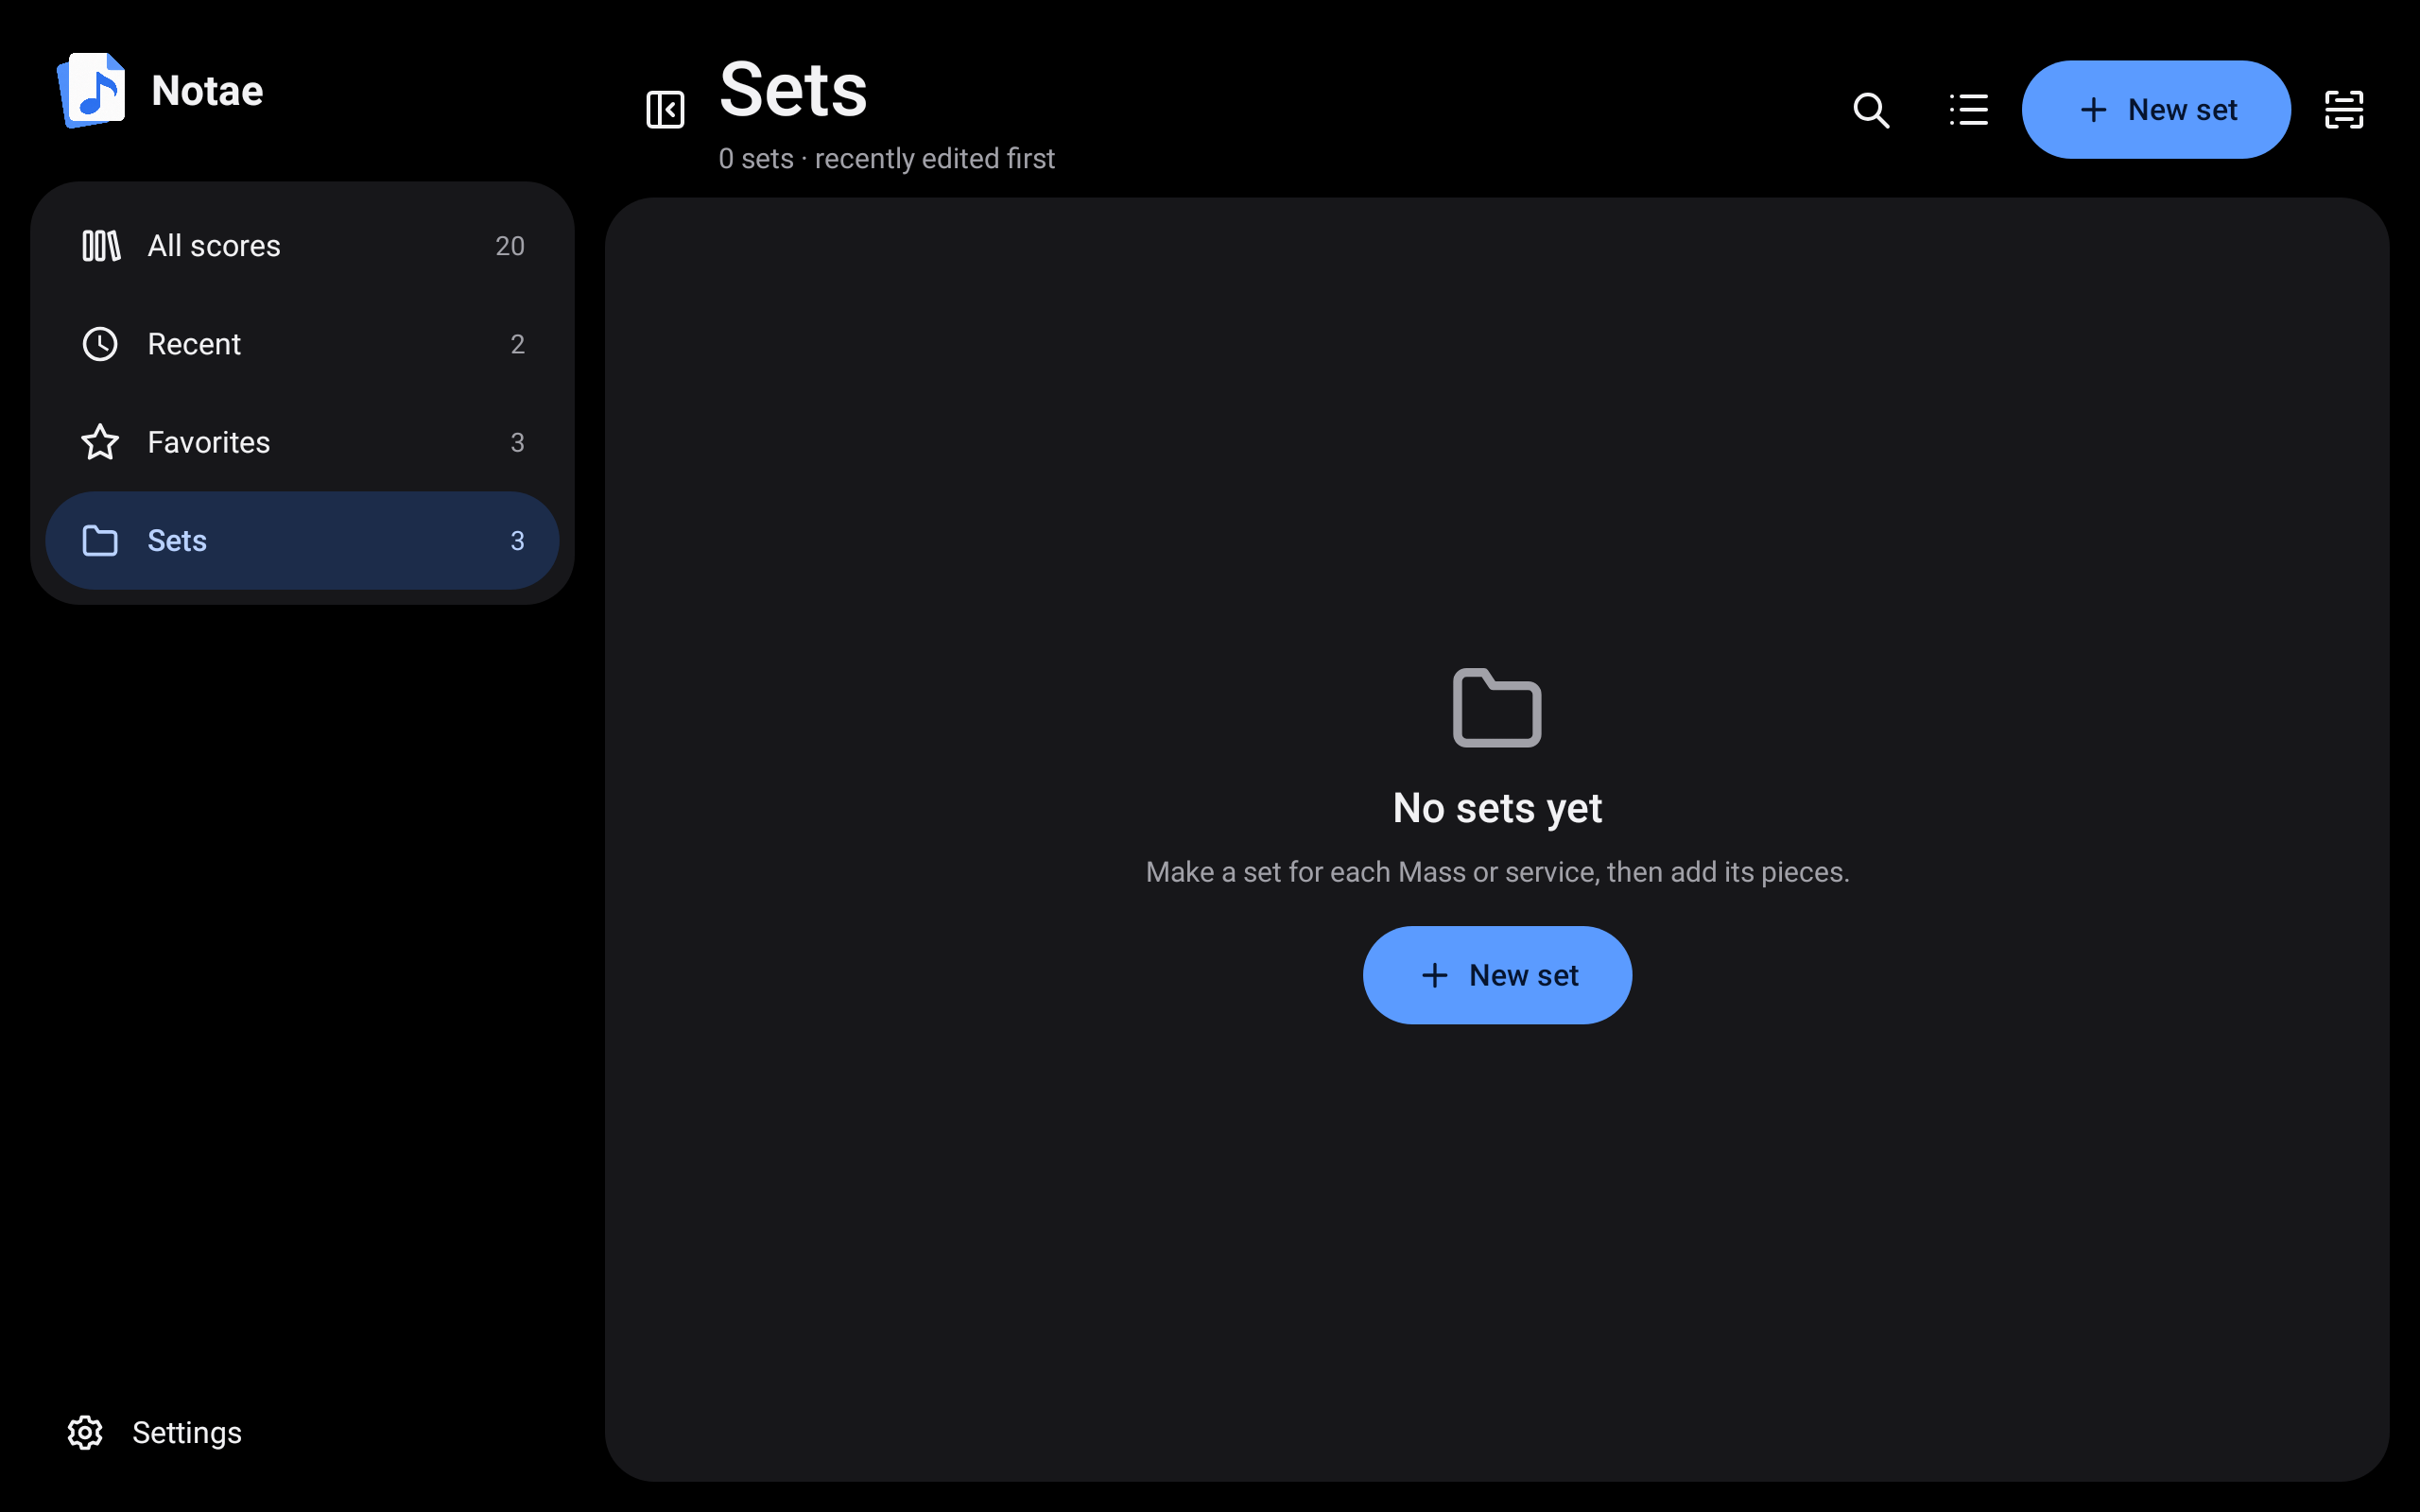 Notae
All scores 20
Recent 2
Favorites 3
Sets 3
Settings
Sets
0 sets · recently edited first
New set
No sets yet
Make a set for each Mass or service, then add its pieces.
New set